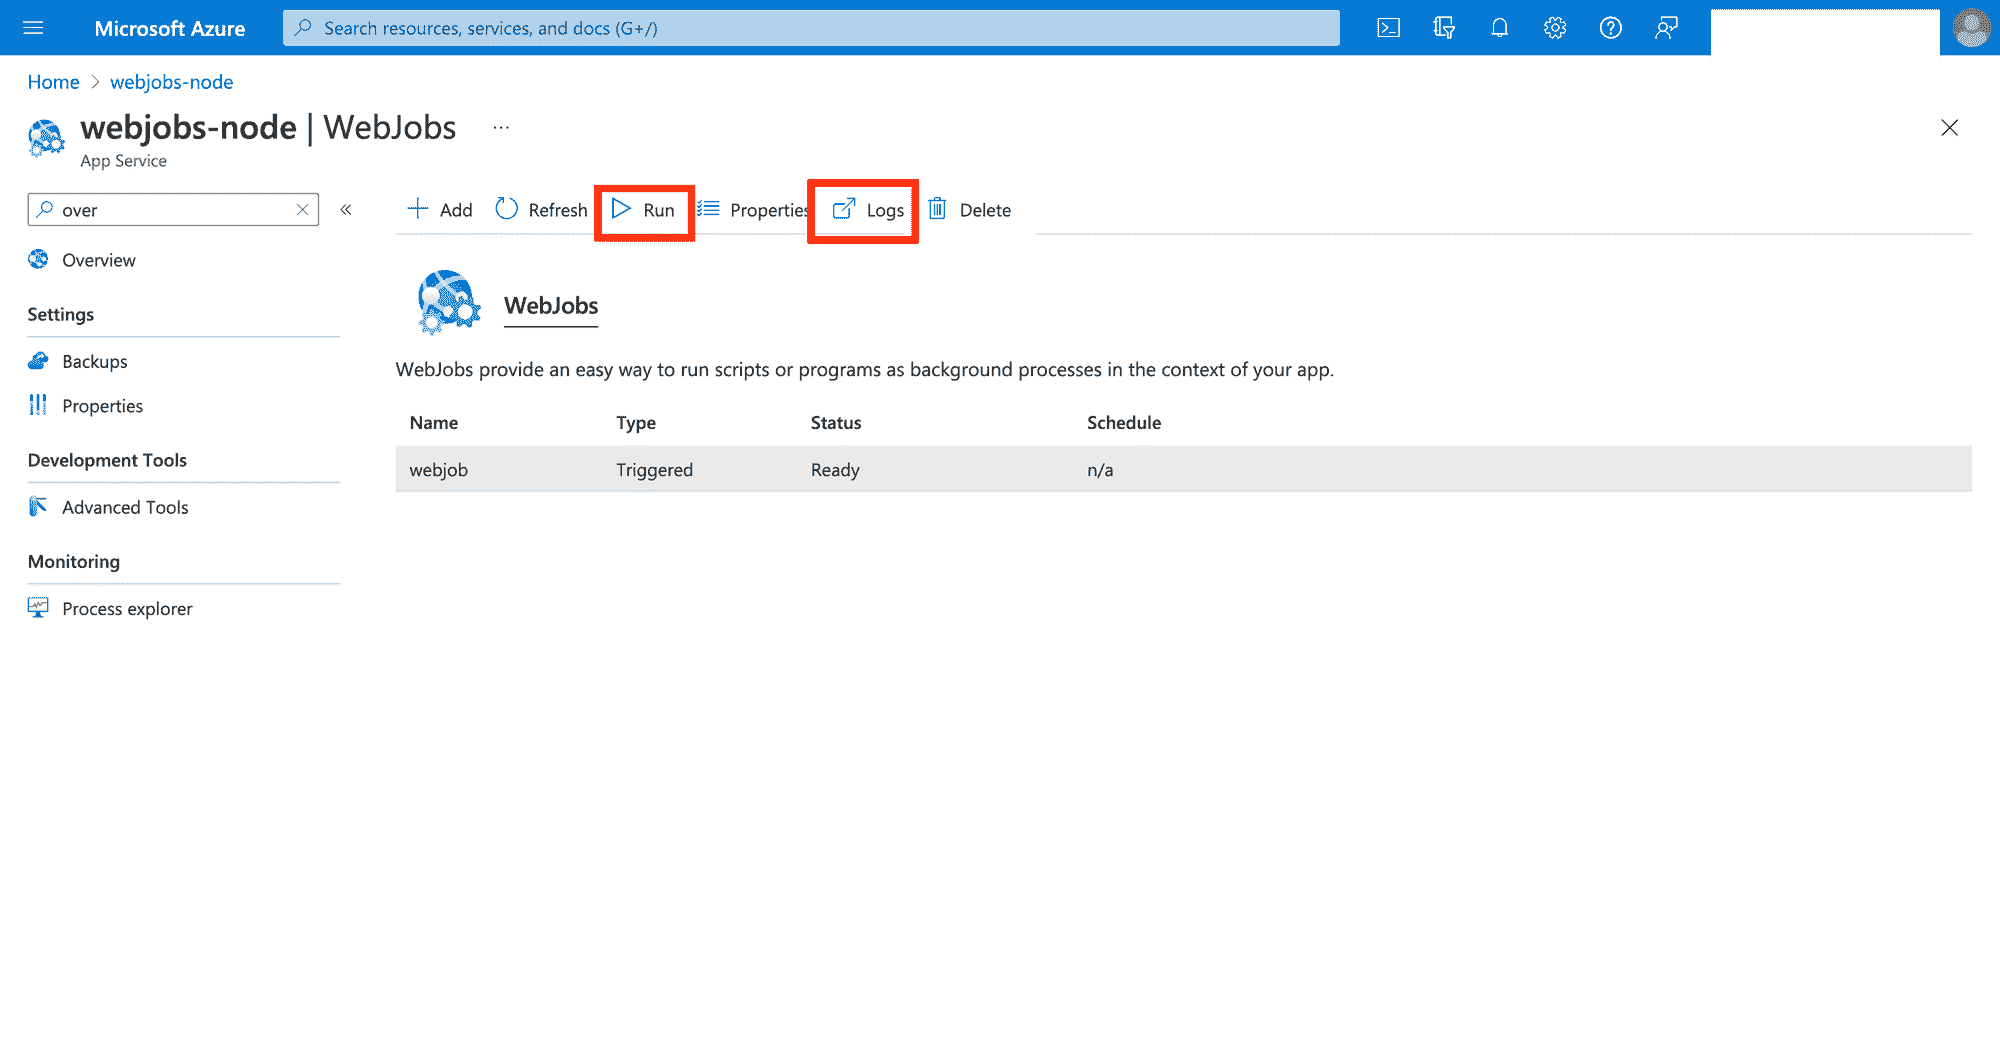 Microsoft Azure
Search resources, services, and docs (G+/)
Home > webjobs-node
webjobs-node | WebJobs ...
App Service
over
Add Refresh Run Properties Logs Delete
Overview
Settings
Backups
Properties
Development Tools
Advanced Tools
Monitoring
Process explorer
WebJobs
WebJobs provide an easy way to run scripts or programs as background processes in the context of your app.
Name Type Status Schedule
webjob Triggered Ready n/a